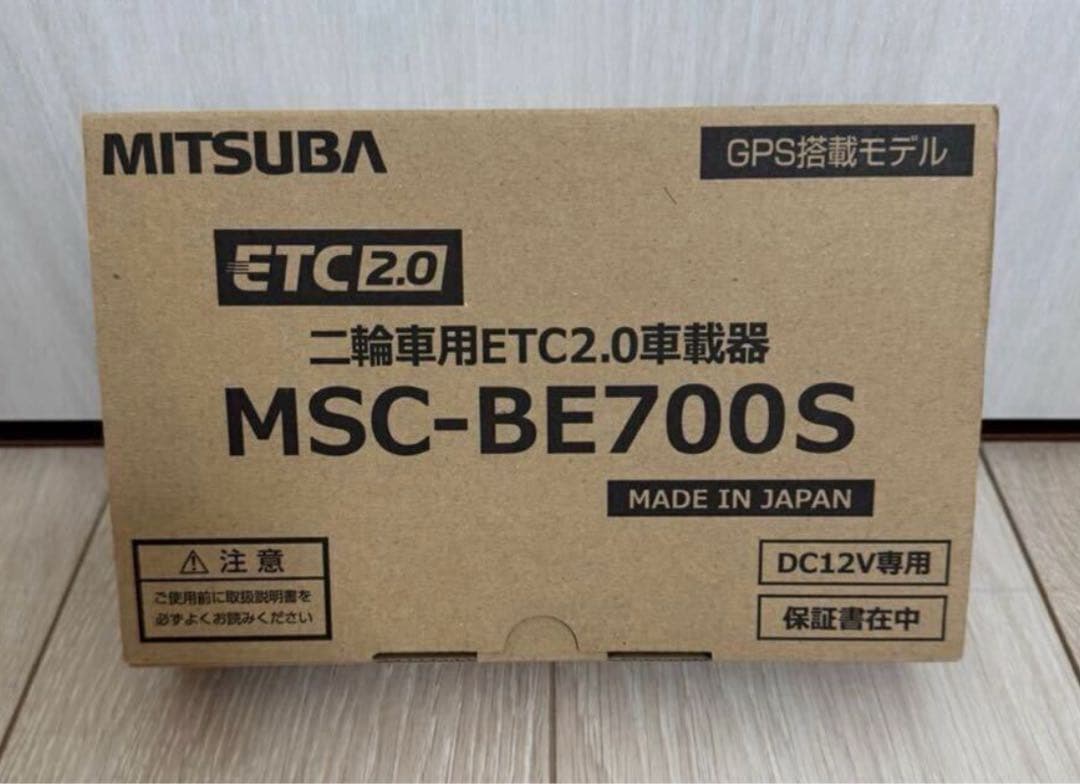 MITSUBA
GPS搭載モデル
ETC2.0
二輪車用ETC2.0車載器
MSC-BE700S
MADE IN JAPAN
⚠注意
ご使用前に取扱説明書を
必ずよくお読みください
DC12V専用
保証書在中